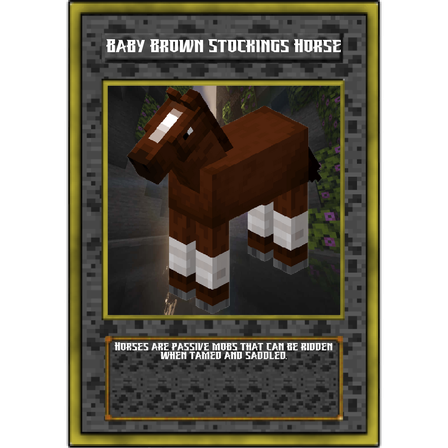 Baby Brown Stockings Horse
Horses are passive mobs that can be ridden
when tamed and saddled.